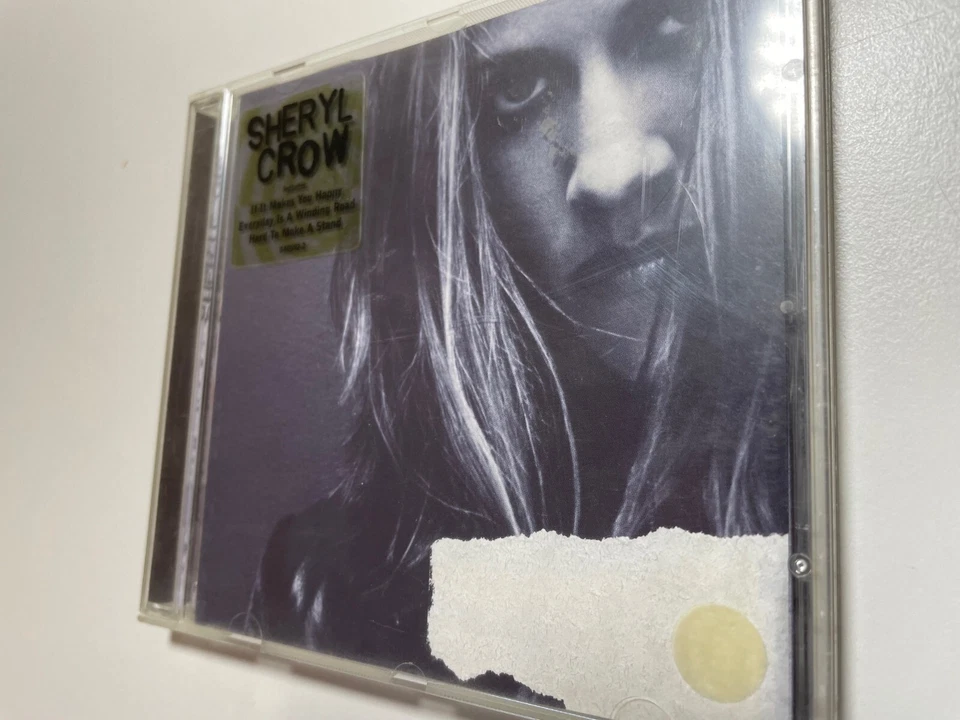 SHERYL
CROW
If It Makes You Happy,
Everyday Is A Winding Road,
Hard To Make A Stand